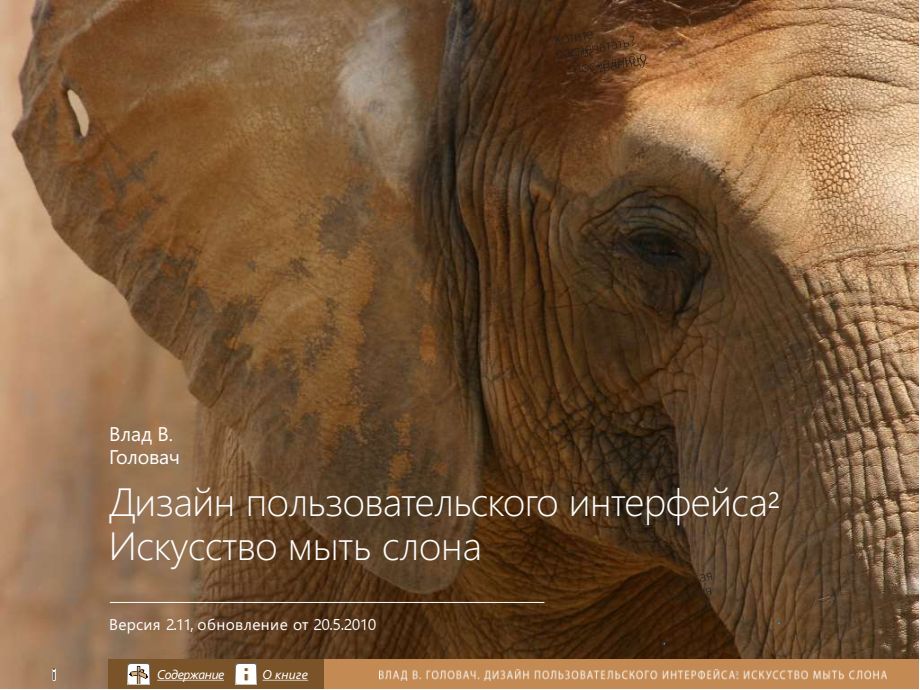 Влад В.
Головач
Дизайн пользовательского интерфейса²
Искусство мыть слона
Версия 2.11, обновление от 20.5.2010
Содержание О книге
ВЛАД В. ГОЛОВАЧ. ДИЗАЙН ПОЛЬЗОВАТЕЛЬСКОГО ИНТЕРФЕЙСА² ИСКУССТВО МЫТЬ СЛОНА